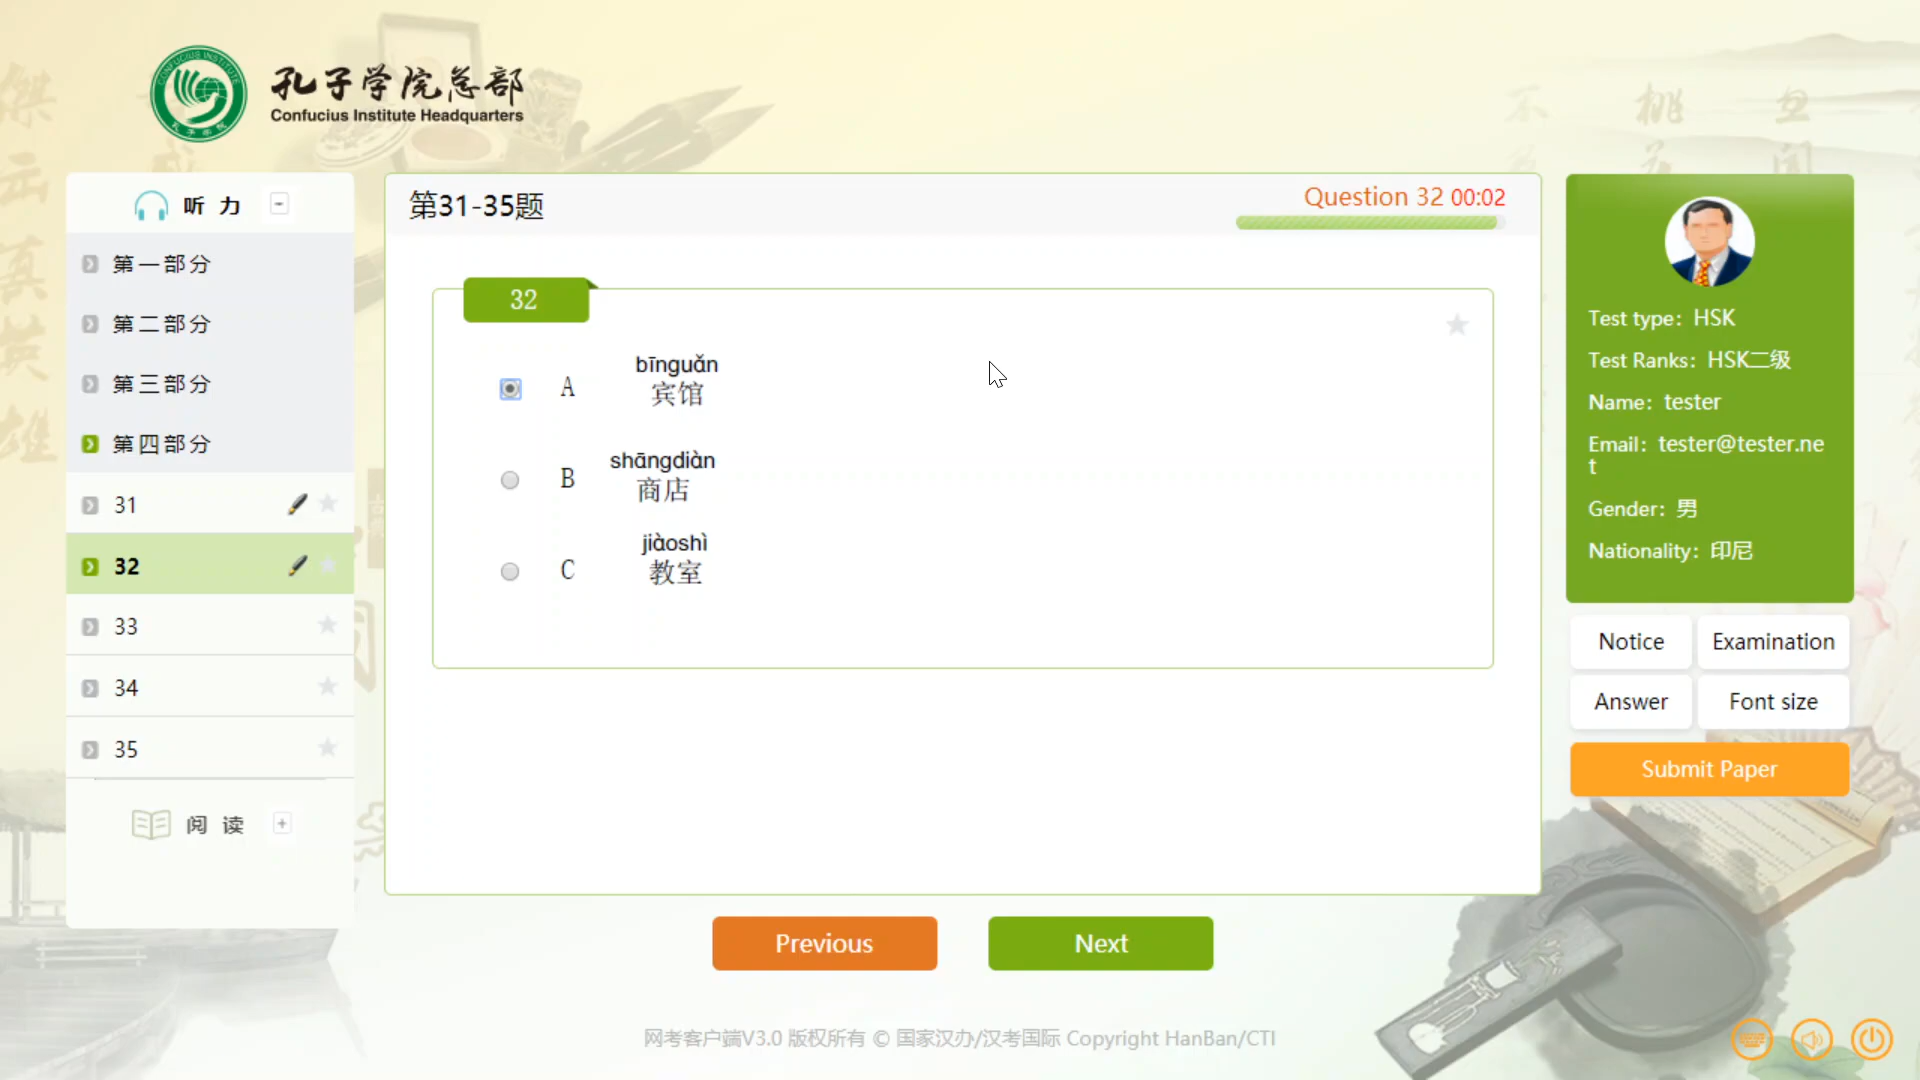 孔子学院总部
Confucius Institute Headquarters
听 力
第一部分
第二部分
第三部分
第四部分
31
32
33
34
35
阅 读
第31-35题
Question 32 00:02
32
A
bīnguǎn
宾馆
B
shāngdiàn
商店
C
jiàoshì
教室
Previous
Next
Test type: HSK
Test Ranks: HSK二级
Name: tester
Email: tester@tester.ne
t
Gender: 男
Nationality: 印尼
Notice
Examination
Answer
Font size
Submit Paper
网考客户端V3.0 版权所有 © 国家汉办/汉考国际 Copyright HanBan/CTI